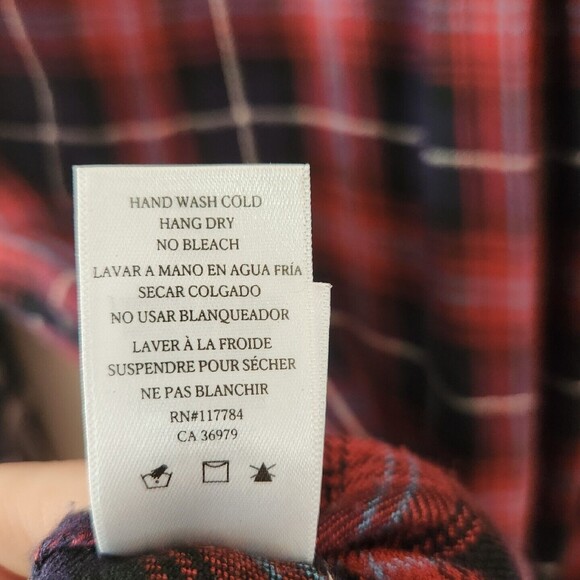 HAND WASH COLD
HANG DRY
NO BLEACH
LAVAR A MANO EN AGUA FRÍA
SECAR COLGADO
NO USAR BLANQUEADOR
LAVER À LA FROIDE
SUSPENDRE POUR SÉCHER
NE PAS BLANCHIR
RN#117784
CA 36979